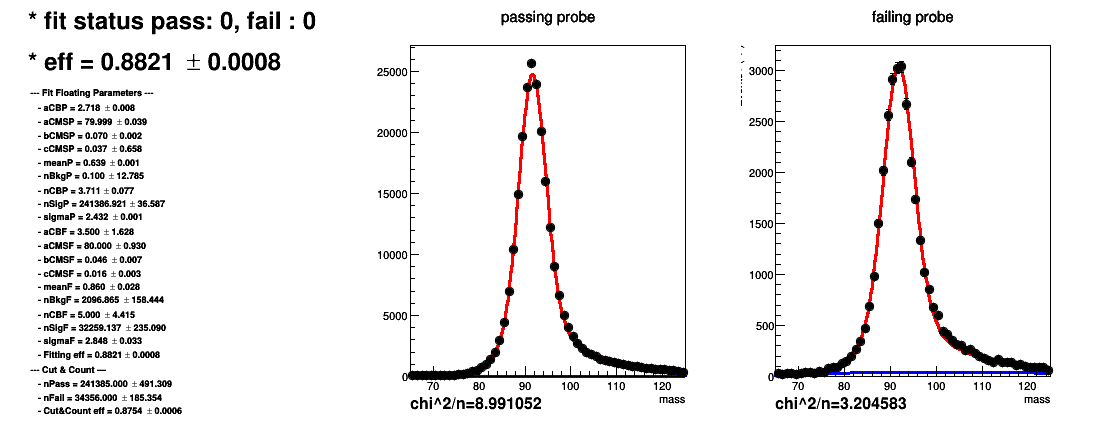 * fit status pass: 0, fail : 0
* eff = 0.8821 ± 0.0008
--- Fit Floating Parameters ---
- aCBP = 2.718 ± 0.008
- aCMSP = 79.999 ± 0.039
- bCMSP = 0.070 ± 0.002
- cCMSP = 0.037 ± 0.658
- meanP = 0.639 ± 0.001
- nBkgP = 0.100 ± 12.785
- nCBP = 3.711 ± 0.077
- nSigP = 241386.921 ± 36.587
- sigmaP = 2.432 ± 0.001
- aCBF = 3.500 ± 1.628
- aCMSF = 80.000 ± 0.930
- bCMSF = 0.046 ± 0.007
- cCMSF = 0.016 ± 0.003
- meanF = 0.860 ± 0.028
- nBkgF = 2096.865 ± 158.444
- nCBF = 5.000 ± 4.415
- nSigF = 32259.137 ± 235.090
- sigmaF = 2.848 ± 0.033
- Fitting eff = 0.8821 ± 0.0008
--- Cut & Count ---
- nPass = 241385.000 ± 491.309
- nFail = 34356.000 ± 185.354
- Cut&Count eff = 0.8754 ± 0.0006
passing probe
25000
20000
15000
10000
5000
0
70 80 90 100 110 120
mass
chi^2/n=8.991052
failing probe
3000
2500
2000
1500
1000
500
0
70 80 90 100 110 120
mass
chi^2/n=3.204583